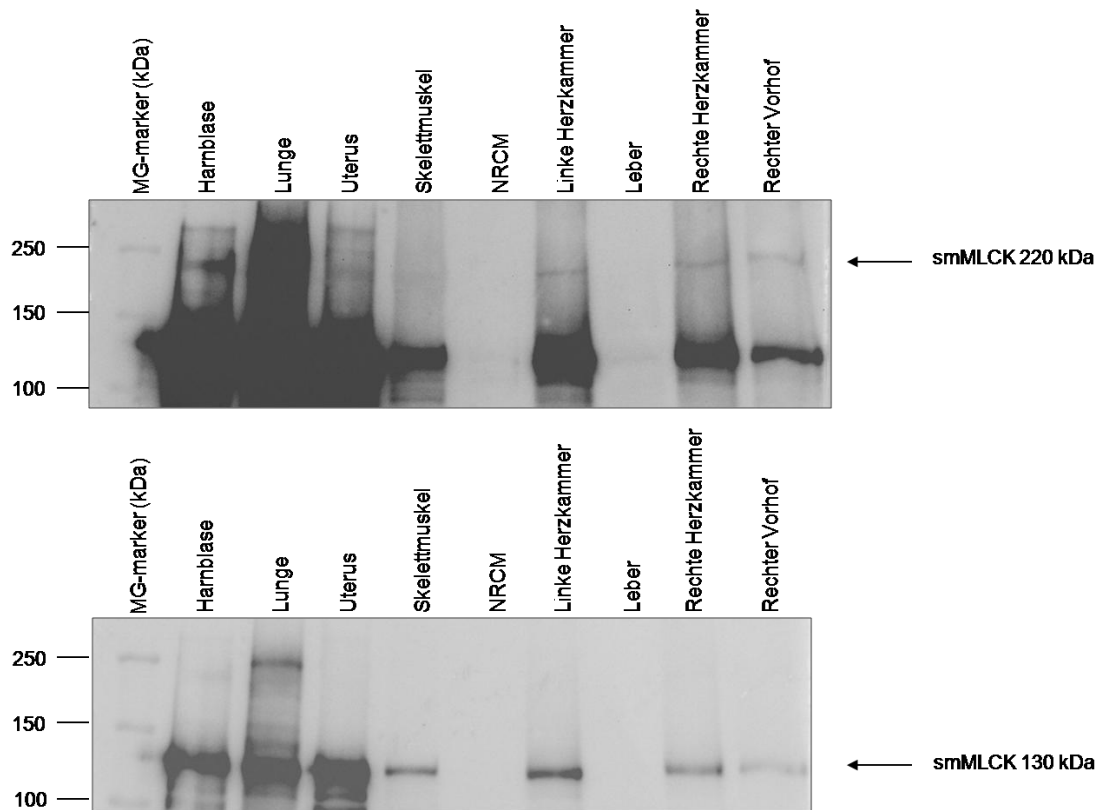 MG-marker (kDa)
Harnblase
Lunge
Uterus
Skelettmuskel
NRCM
Linke Herzkammer
Leber
Rechte Herzkammer
Rechter Vorhof
250
150
100
smMLCK 220 kDa
MG-marker (kDa)
Harnblase
Lunge
Uterus
Skelettmuskel
NRCM
Linke Herzkammer
Leber
Rechte Herzkammer
Rechter Vorhof
250
150
100
smMLCK 130 kDa